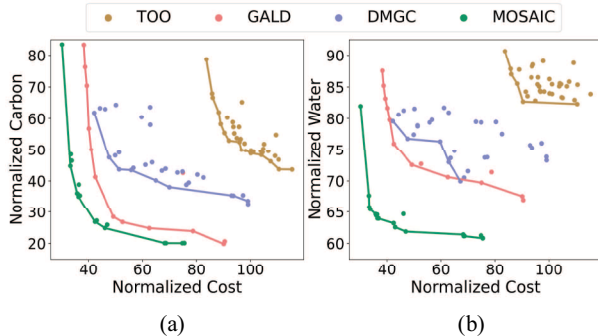 TOO GALD DMGC MOSAIC
Normalized Carbon
80
70
60
50
40
30
20
40 60 80 100
Normalized Cost
(a)
Normalized Water
90
85
80
75
70
65
60
40 60 80 100
Normalized Cost
(b)